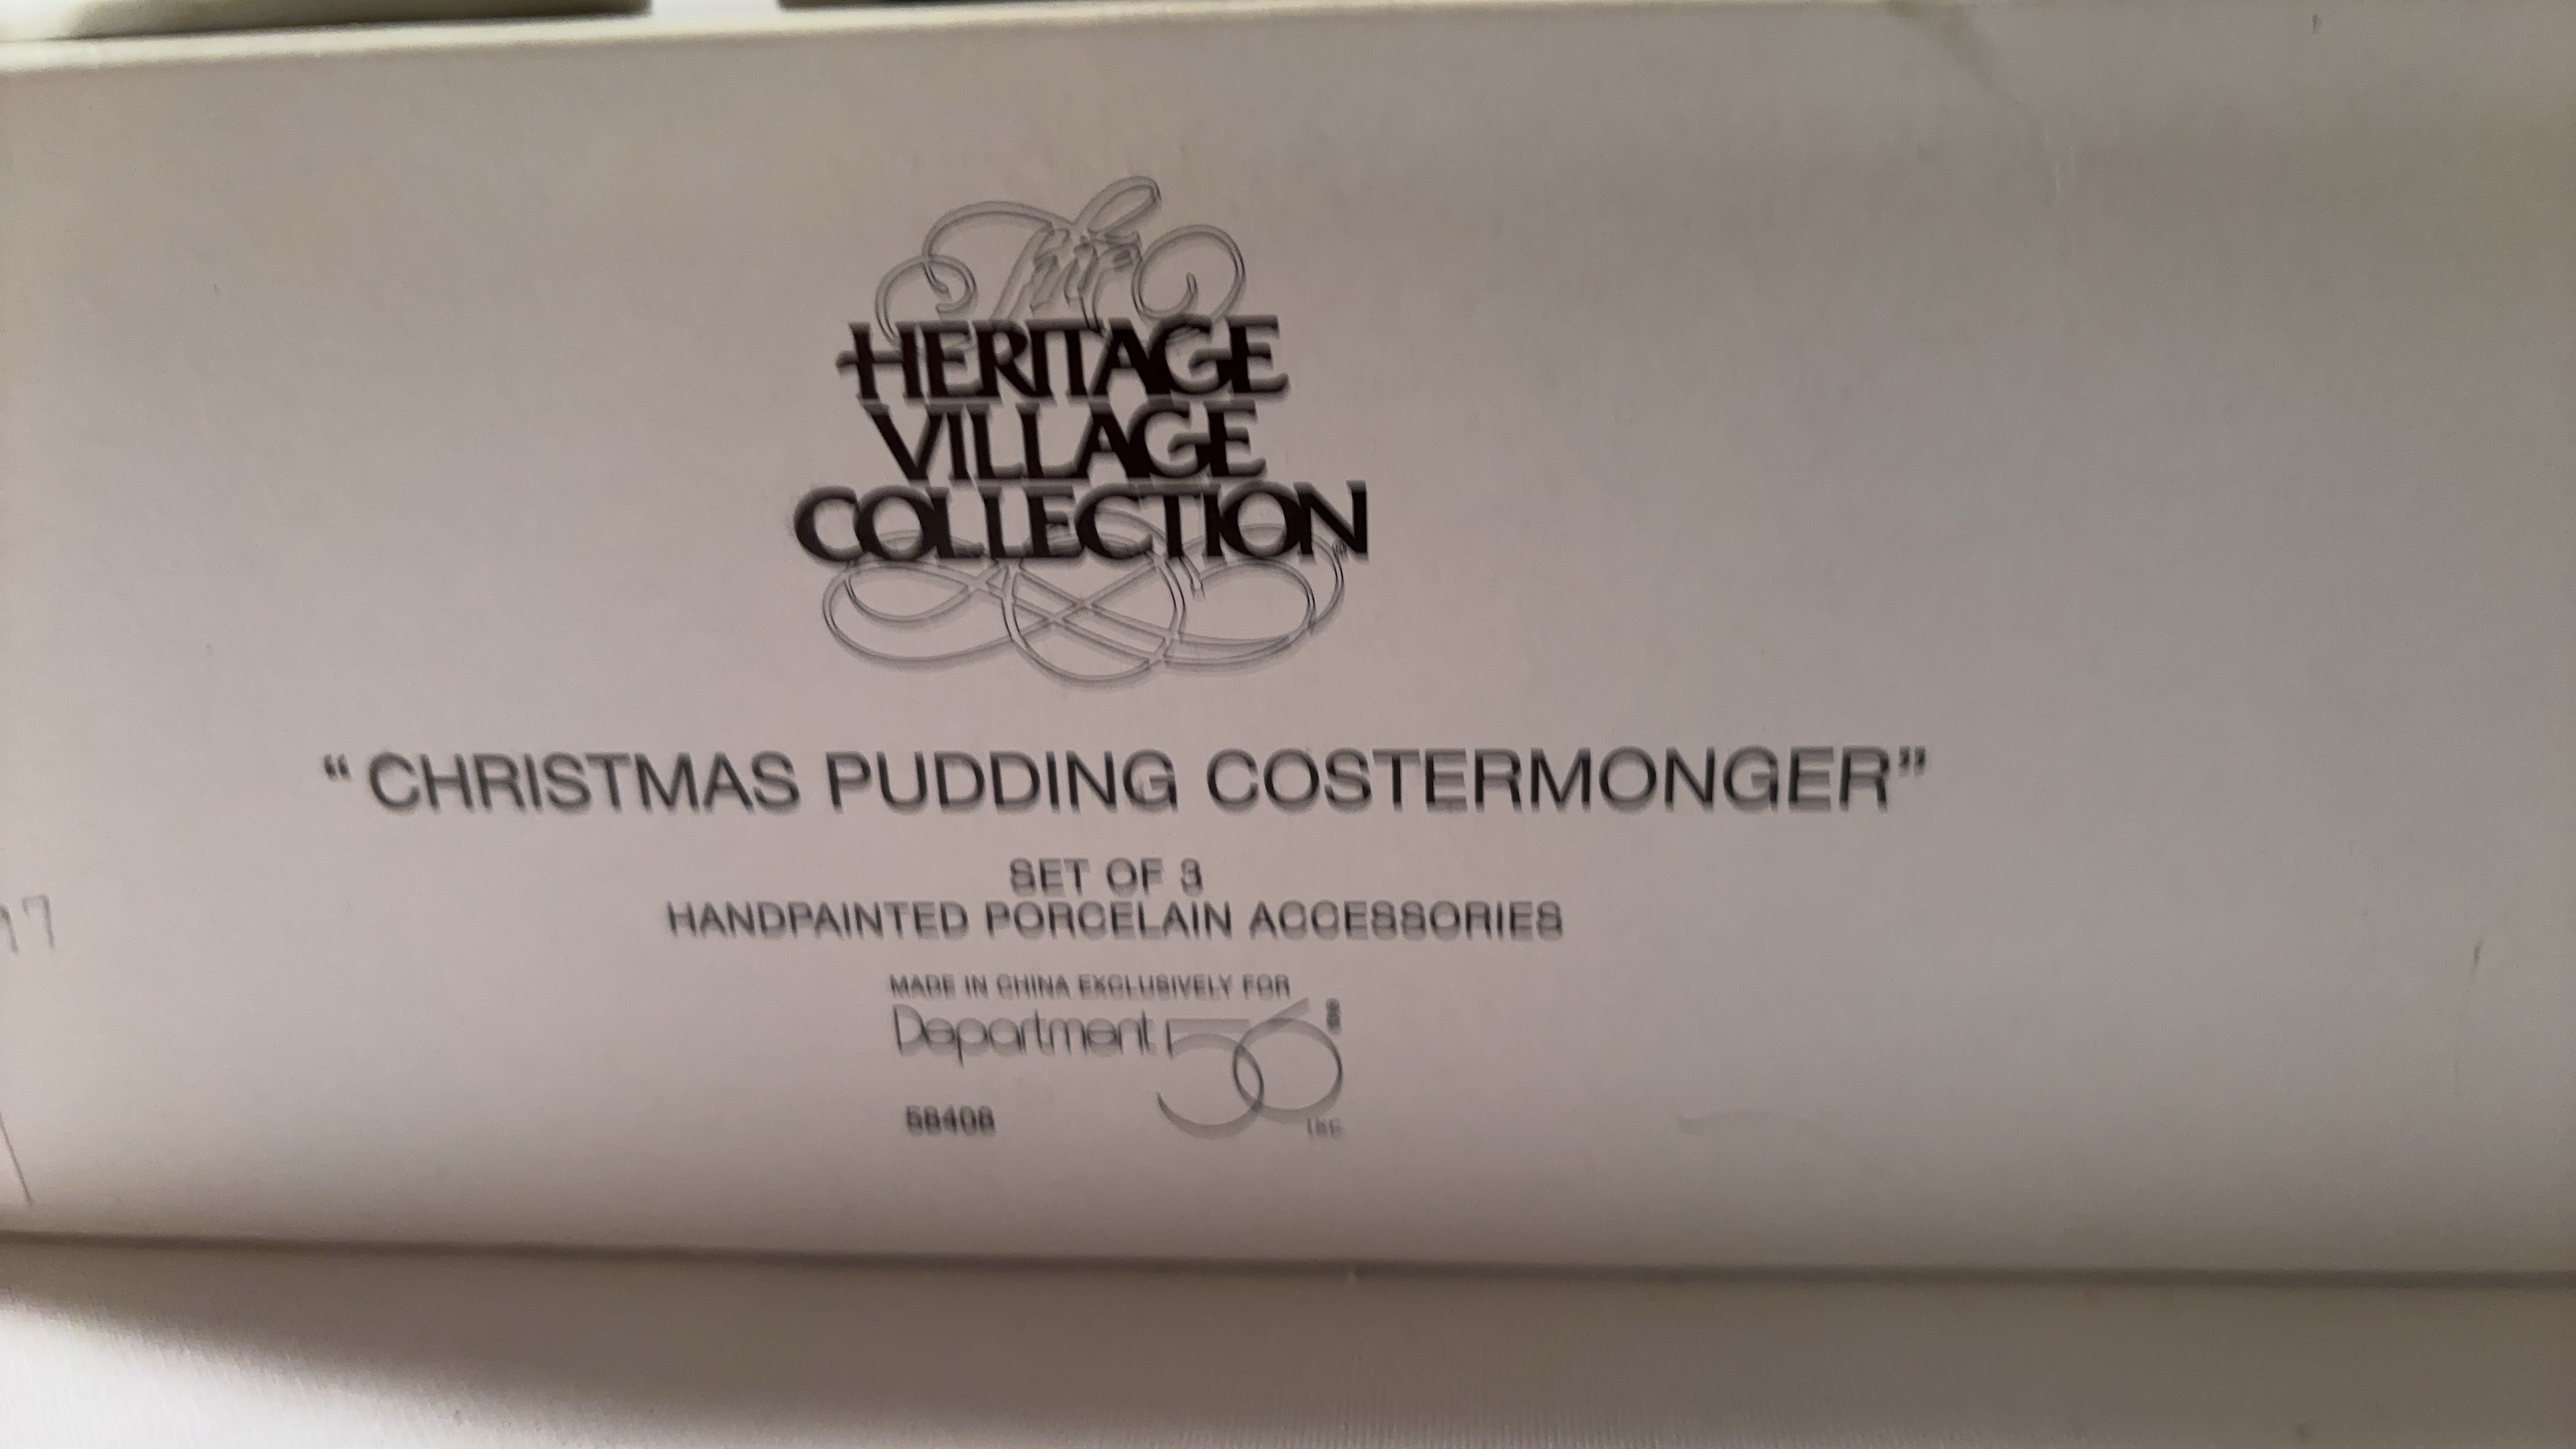 The
HERITAGE
VILLAGE
COLLECTION®
“CHRISTMAS PUDDING COSTERMONGER”
SET OF 3
HANDPAINTED PORCELAIN ACCESSORIES
MADE IN CHINA EXCLUSIVELY FOR
Department 56
58408